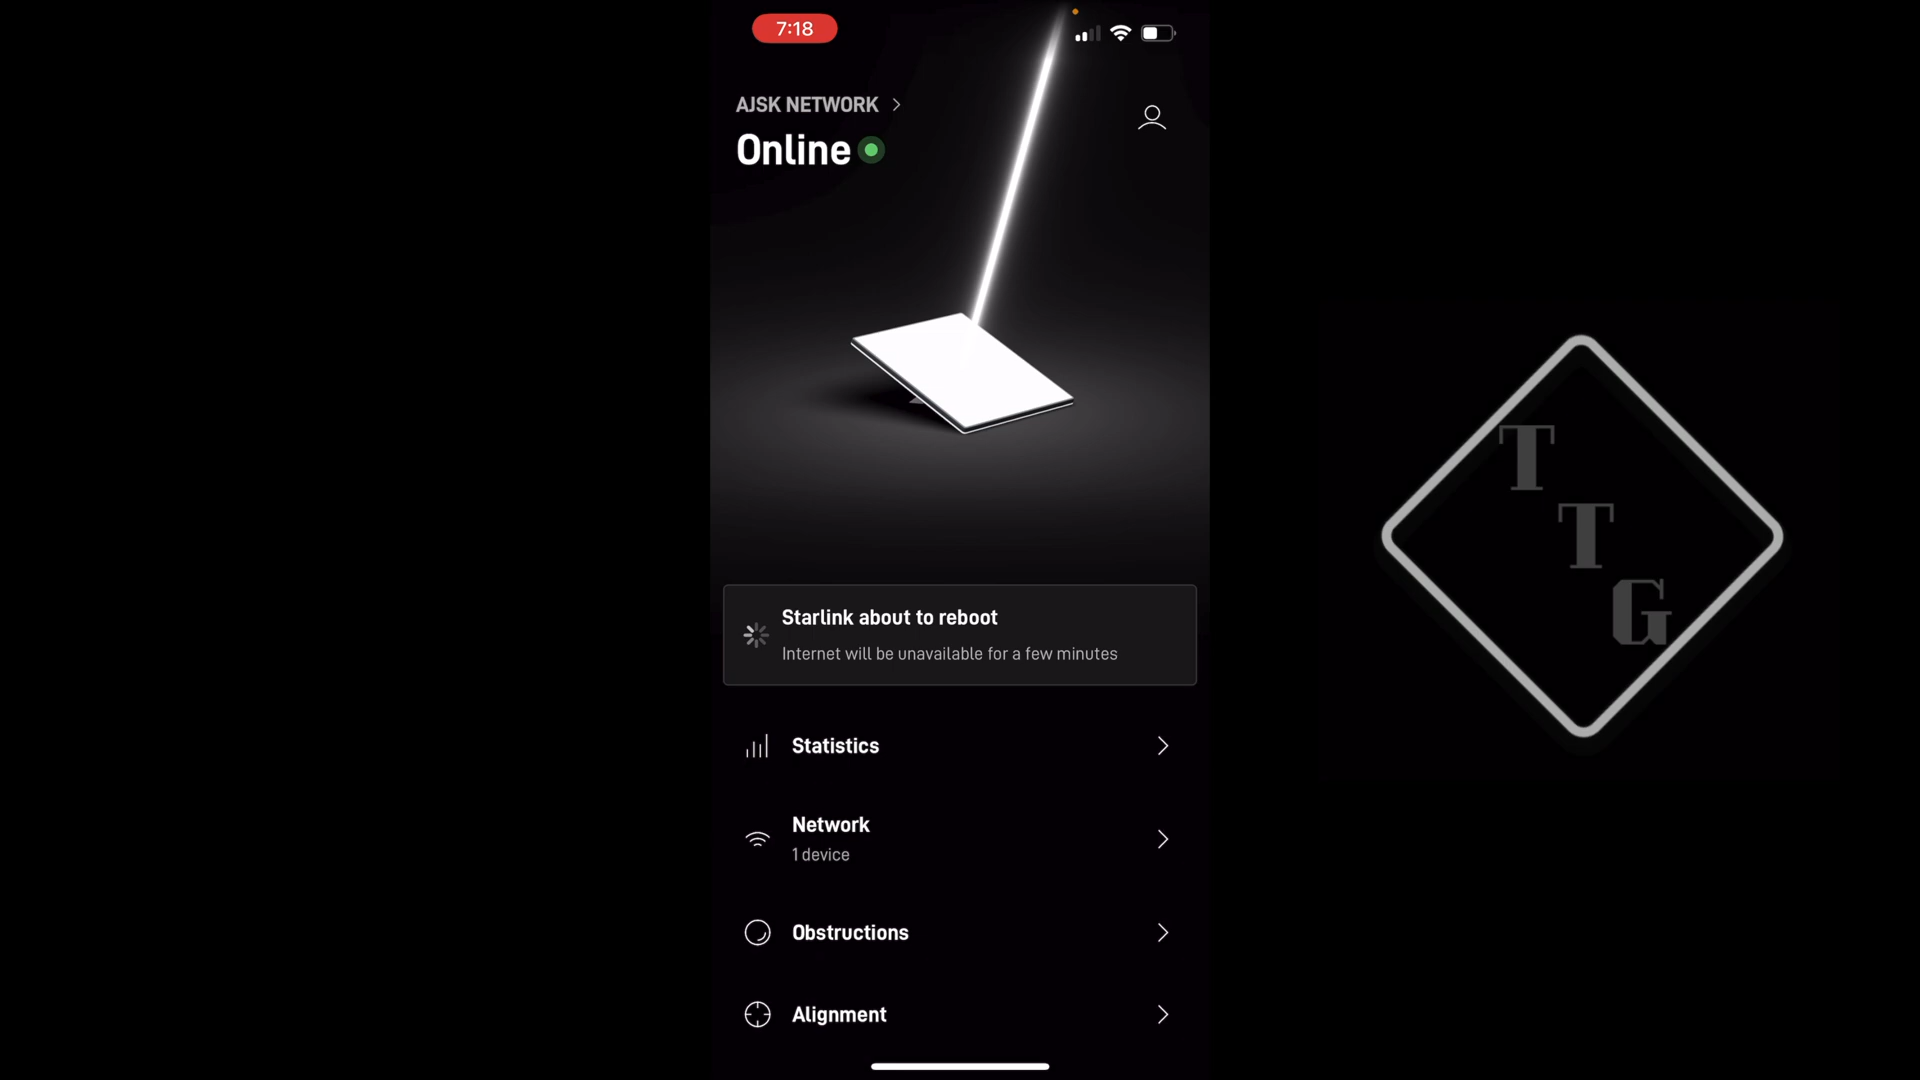 7:18
AJSK NETWORK
Online
Starlink about to reboot
Internet will be unavailable for a few minutes
Statistics
Network
1 device
Obstructions
Alignment
T
T
G